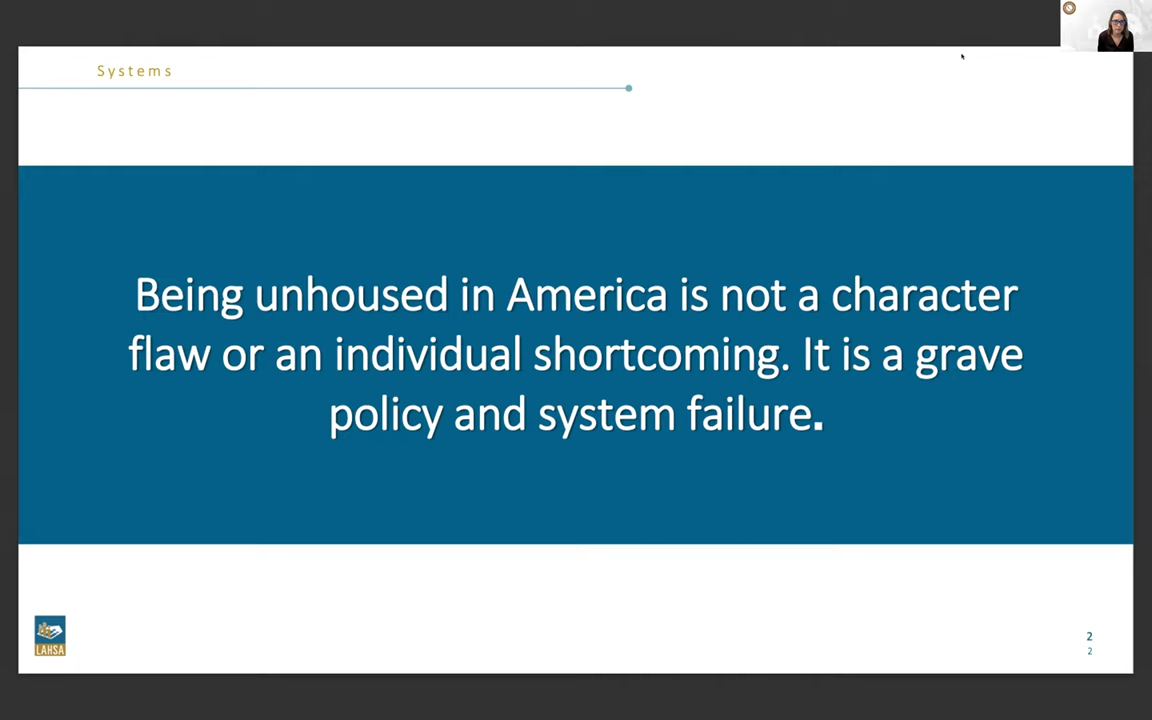 Systems
Being unhoused in America is not a character
flaw or an individual shortcoming. It is a grave
policy and system failure.
LAHSA
2
2